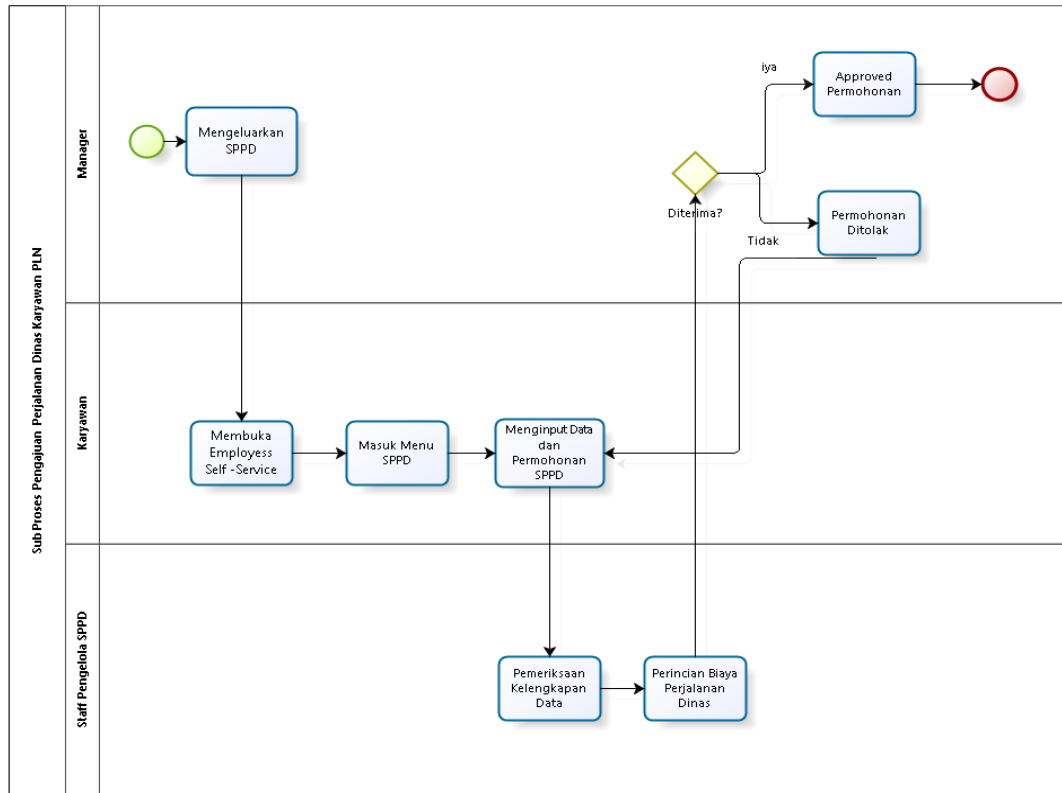 Sub Proses Pengajuan Perjalanan Dinas Karyawan PLN
Manager
Mengeluarkan
SPPD
iya
Approved
Permohonan
Diterima?
Permohonan
Ditolak
Tidak
Karyawan
Membuka
Employess
Self -Service
Masuk Menu
SPPD
Menginput Data
dan
Permohonan
SPPD
Staff Pengelola SPPD
Pemeriksaan
Kelengkapan
Data
Perincian Biaya
Perjalanan
Dinas